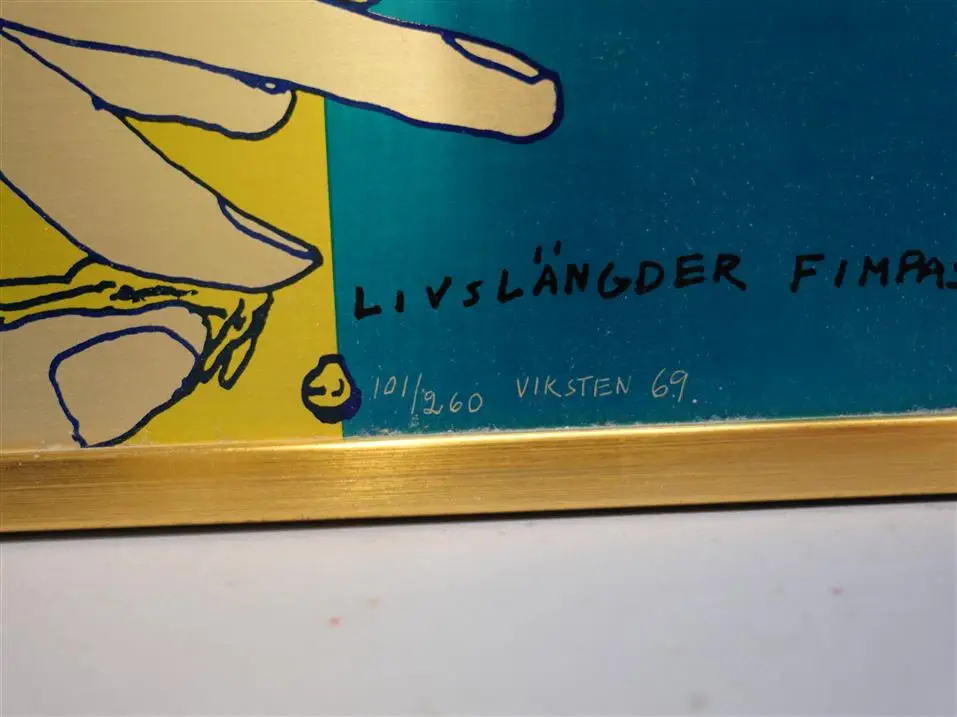 LIVSLÄNGDER FIMPAS
101/260 VIKSTEN 69.